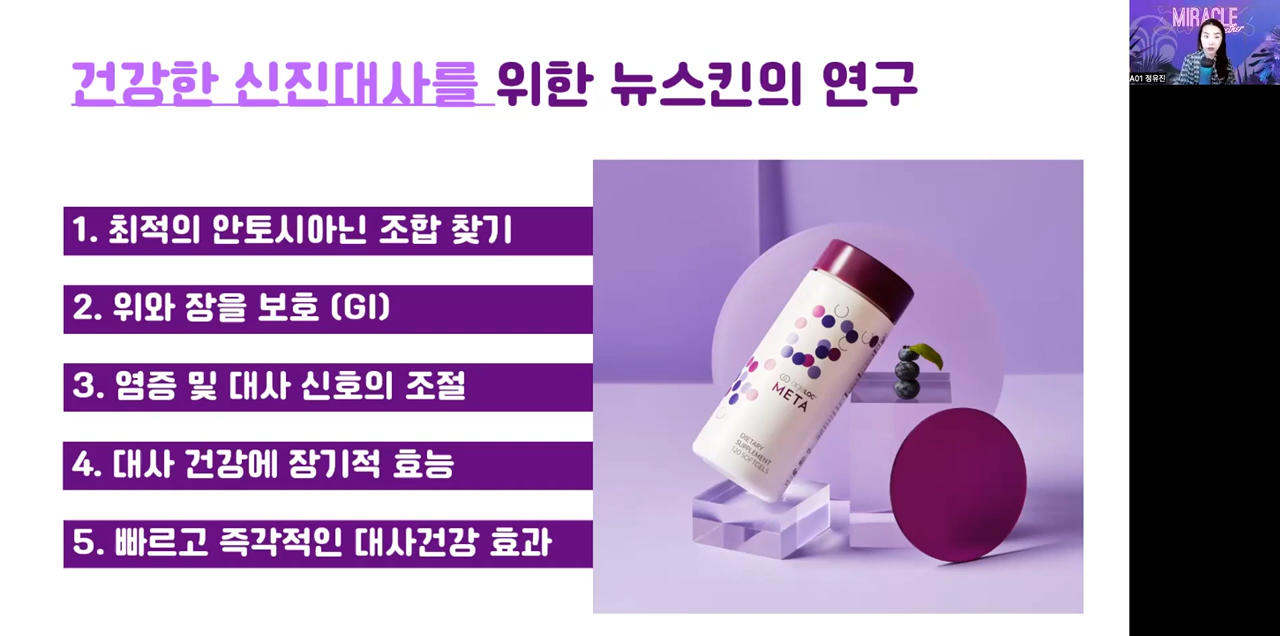 건강한 신진대사를 위한 뉴스킨의 연구
1. 최적의 안토시아닌 조합 찾기
2. 위와 장을 보호 (GI)
3. 염증 및 대사 신호의 조절
4. 대사 건강에 장기적 효능
5. 빠르고 즉각적인 대사건강 효과
META
DIETARY
SUPPLEMENT
120 SOFTGELS
MIRACLE
A01 정유진